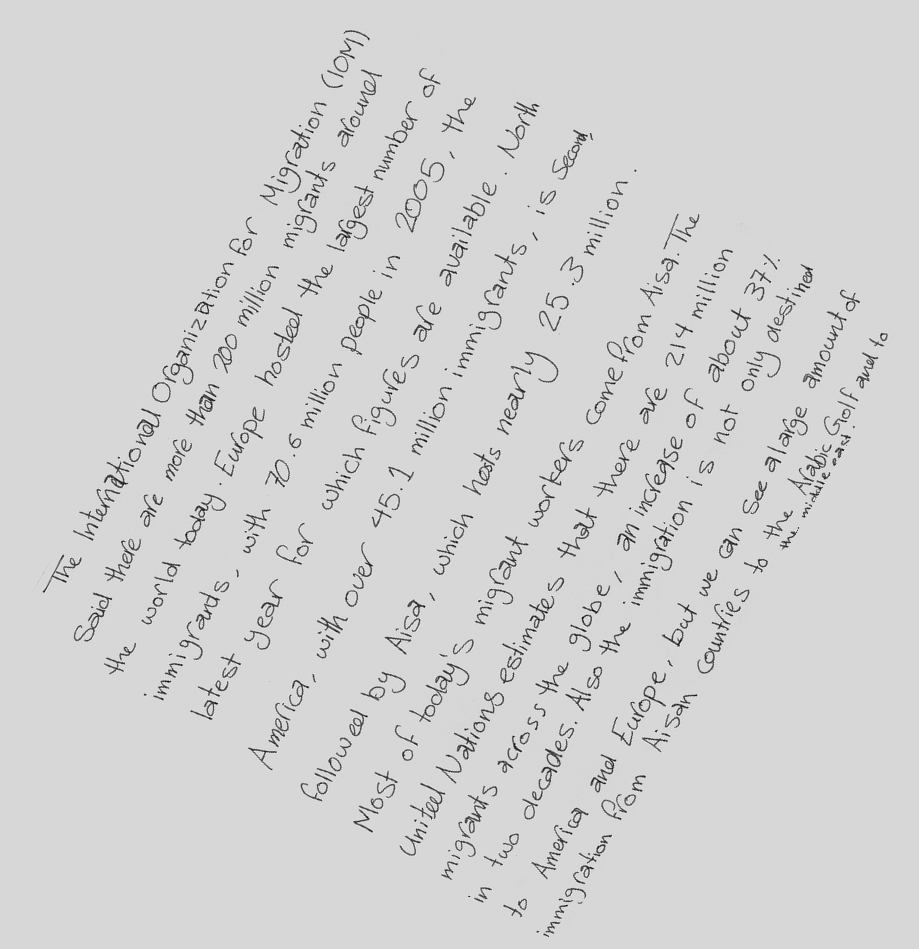 The International Organization for Migration (IOM)
Said there are more than 200 million migrants around
the world today. Europe hosted the largest number of
immigrants, with 70.6 million people in 2005, the
latest year for which figures are available. North
America, with over 45.1 million immigrants, is second,
followed by Aisa, which hosts nearly 25.3 million.
Most of today's migrant workers come from Aisa. The
United Nations estimates that there are 214 million
migrants across the globe, an increase of about 37%
in two decades. Also the immigration is not only destined
to America and Europe, but we can see a large amount of
immigration from Aisan countries to the Arabic Golf and to
the middle east.